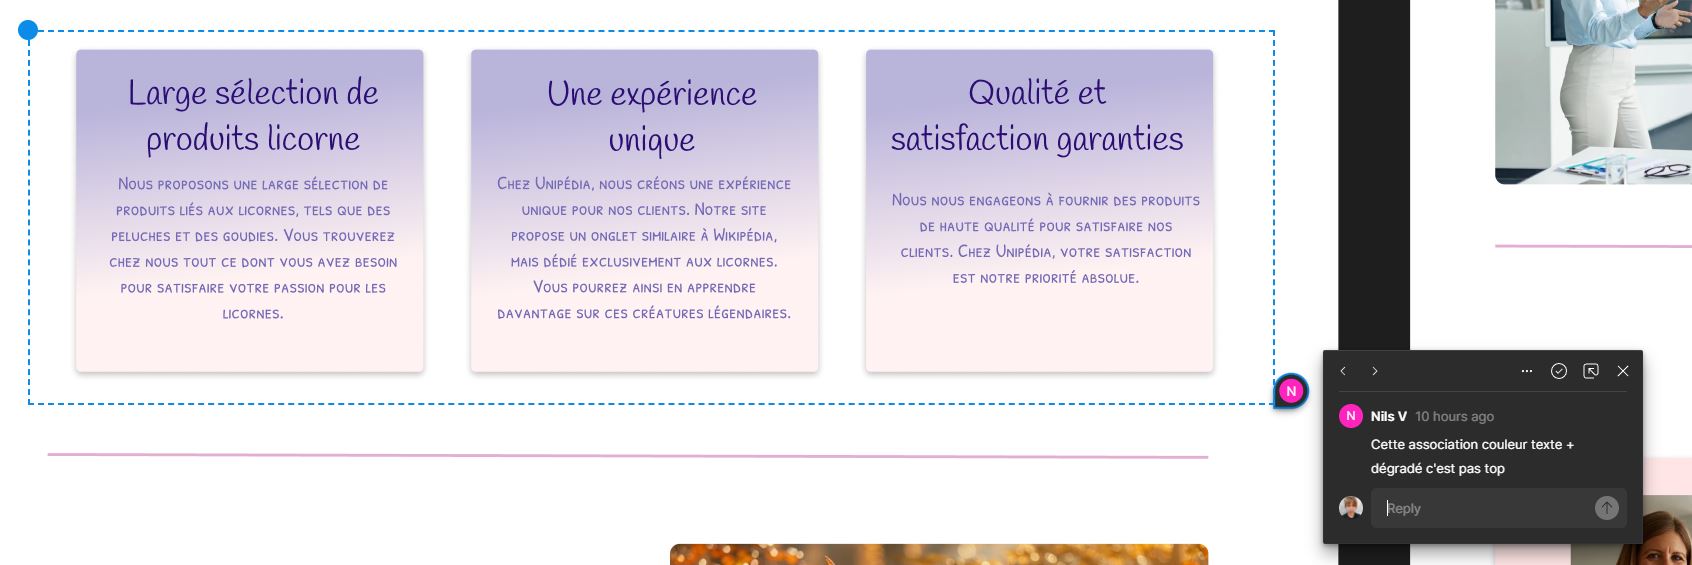 Large sélection de
produits licorne
Nous proposons une large sélection de
produits liés aux licornes, tels que des
peluches et des goudies. Vous trouverez
chez nous tout ce dont vous avez besoin
pour satisfaire votre passion pour les
licornes.
Une expérience
unique
Chez Unipédia, nous créons une expérience
unique pour nos clients. Notre site
propose un onglet similaire à Wikipédia,
mais dédié exclusivement aux licornes.
Vous pourrez ainsi en apprendre
davantage sur ces créatures légendaires.
Qualité et
satisfaction garanties
Nous nous engageons à fournir des produits
de haute qualité pour satisfaire nos
clients. Chez Unipédia, votre satisfaction
est notre priorité absolue.
N
N Nils V 10 hours ago
Cette association couleur texte +
dégradé c'est pas top
Reply